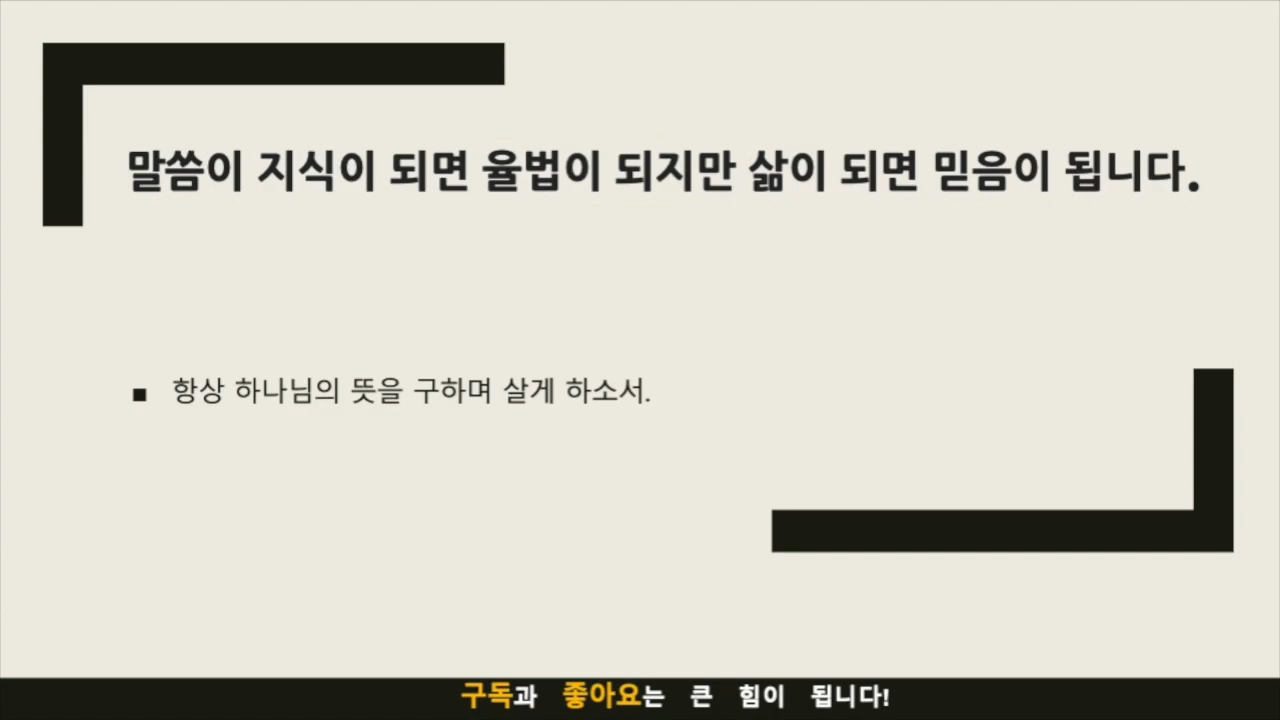 말씀이 지식이 되면 율법이 되지만 삶이 되면 믿음이 됩니다.
■ 항상 하나님의 뜻을 구하며 살게 하소서.
구독과 좋아요는 큰 힘이 됩니다!